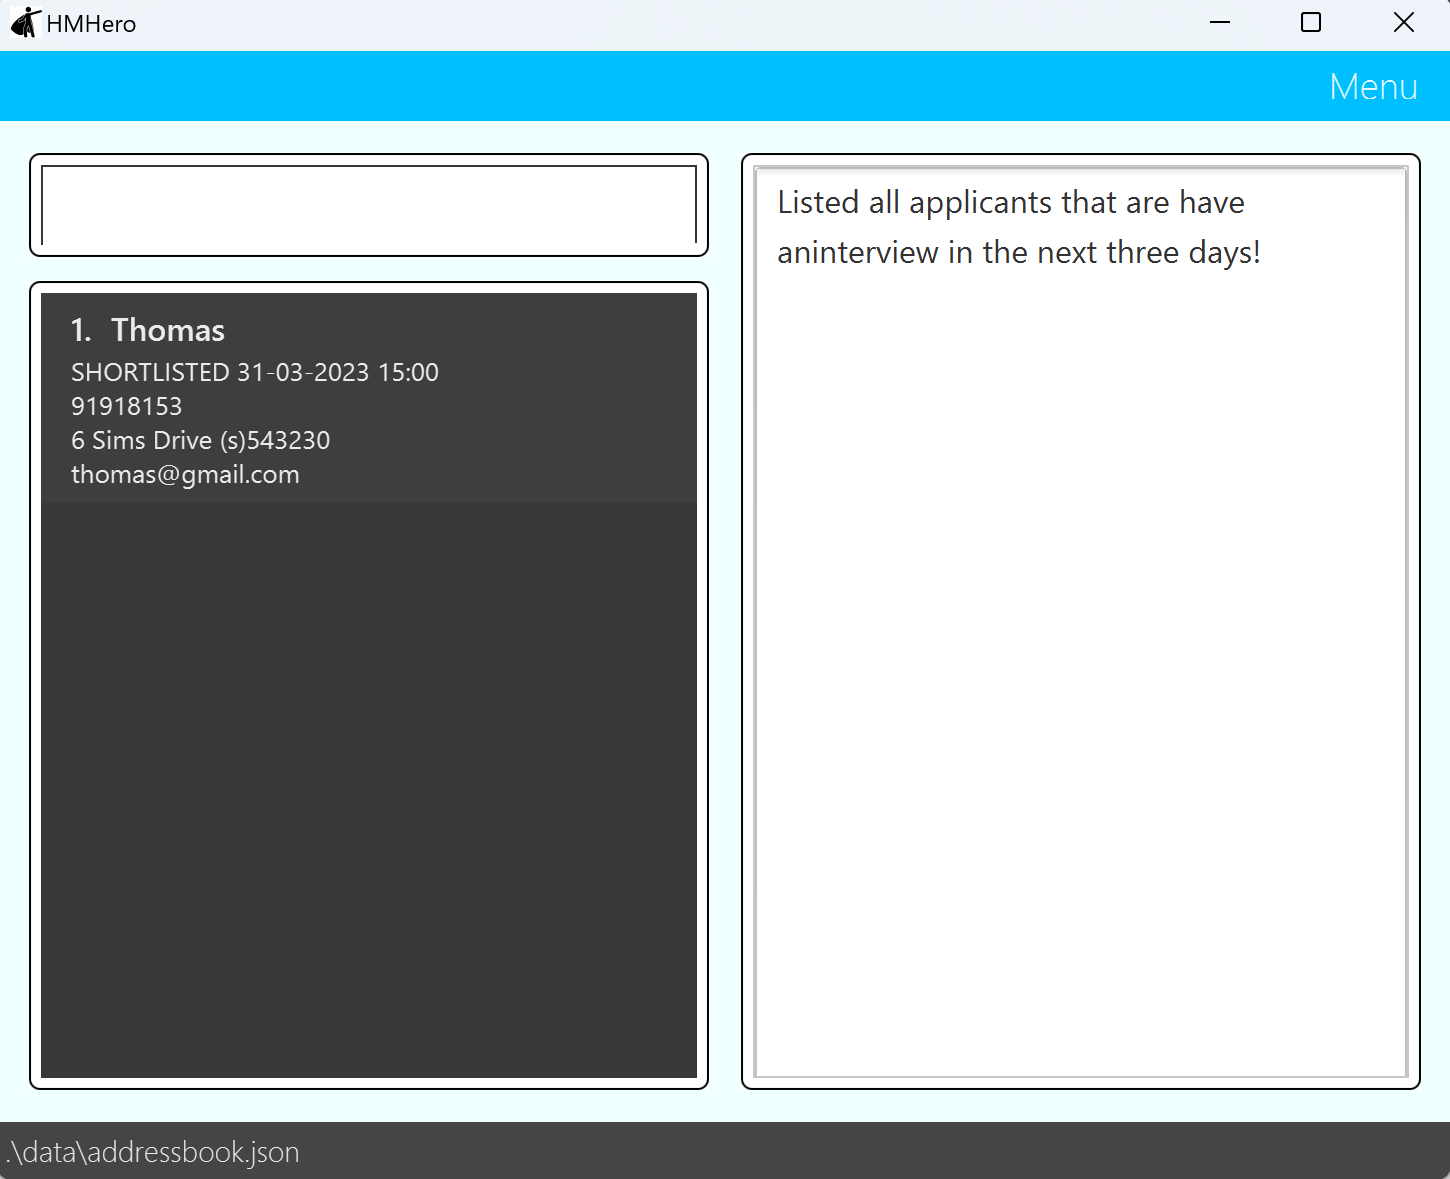 HMHero
Menu
1. Thomas
SHORTLISTED 31-03-2023 15:00
91918153
6 Sims Drive (s)543230
thomas@gmail.com
Listed all applicants that are have
aninterview in the next three days!
.\data\addressbook.json